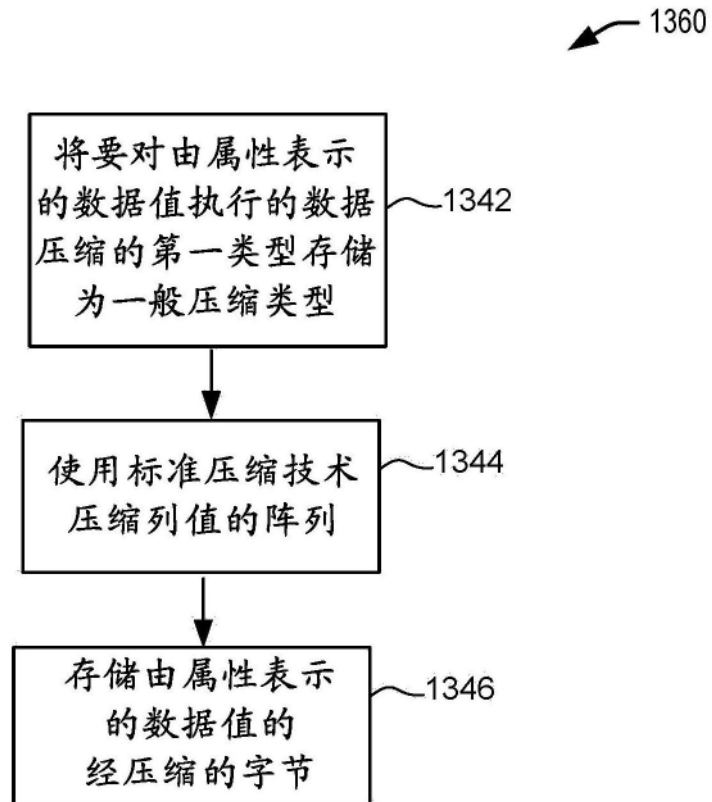 1360
将要对由属性表示
的数据值执行的数据
压缩的第一类型存储
为一般压缩类型
1342
使用标准压缩技术
压缩列值的阵列
1344
存储由属性表示
的数据值的
经压缩的字节
1346